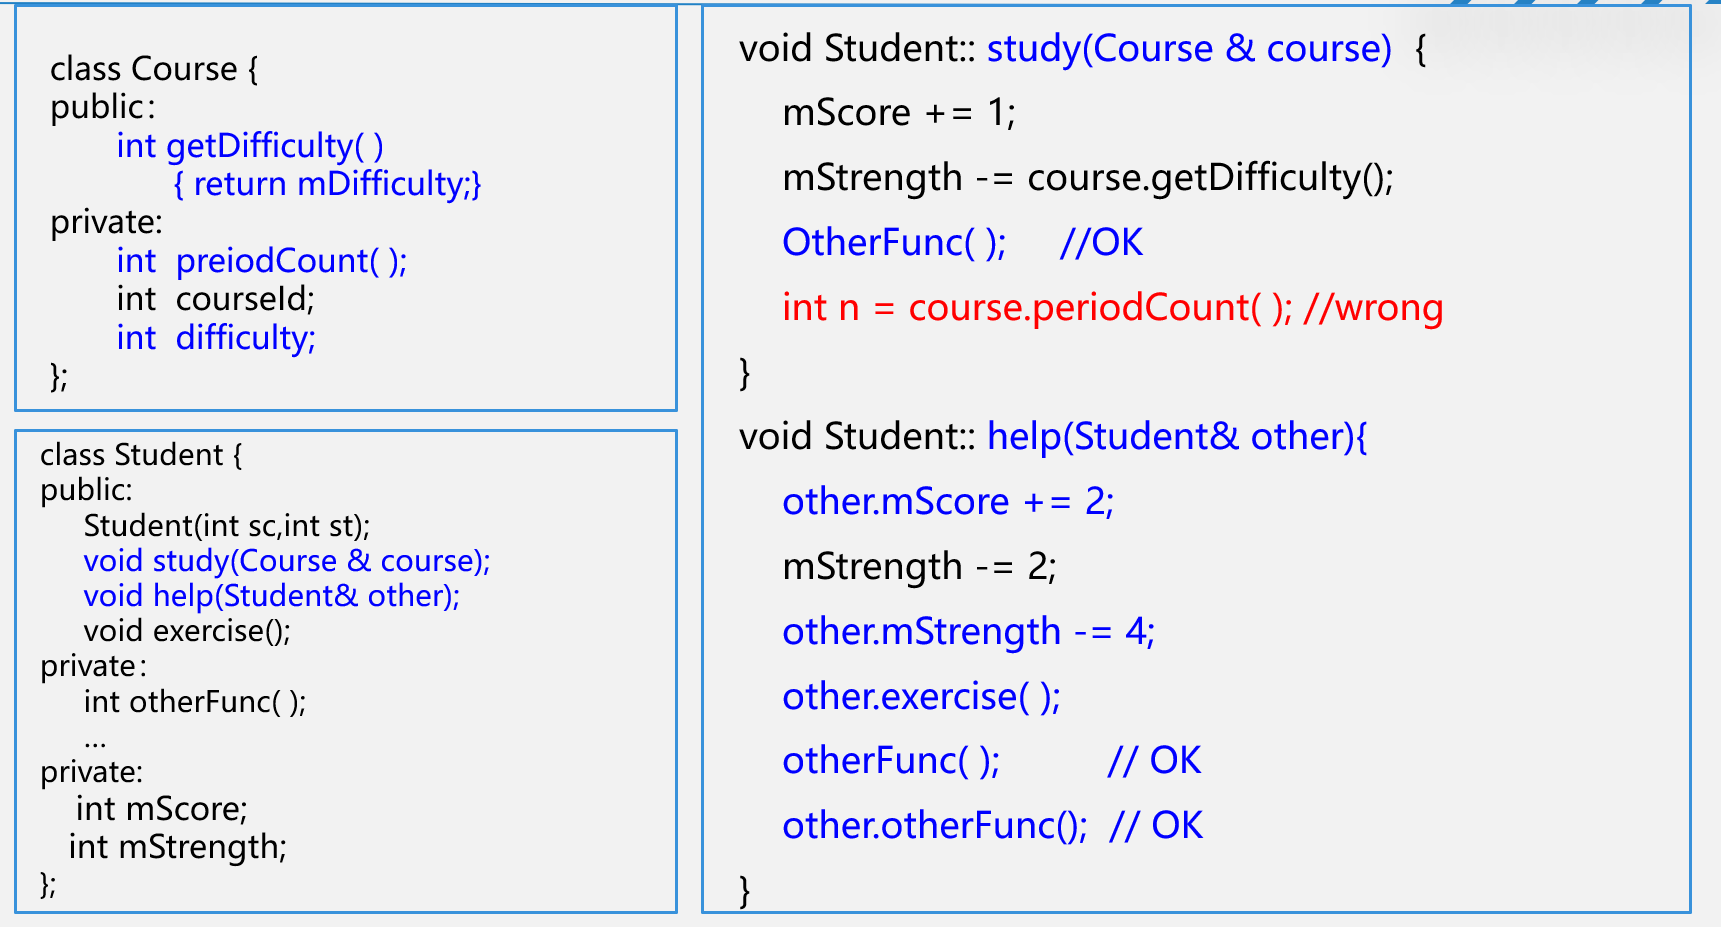 class Course {
public:
int getDifficulty( )
{ return mDifficulty;}
private:
int preiodCount( );
int courseId;
int difficulty;
};
class Student {
public:
Student(int sc,int st);
void study(Course & course);
void help(Student& other);
void exercise();
private:
int otherFunc( );
...
private:
int mScore;
int mStrength;
};
void Student:: study(Course & course) {
mScore += 1;
mStrength -= course.getDifficulty();
OtherFunc( ); //OK
int n = course.periodCount( ); //wrong
}
void Student:: help(Student& other){
other.mScore += 2;
mStrength -= 2;
other.mStrength -= 4;
other.exercise( );
otherFunc( ); // OK
other.otherFunc(); // OK
}